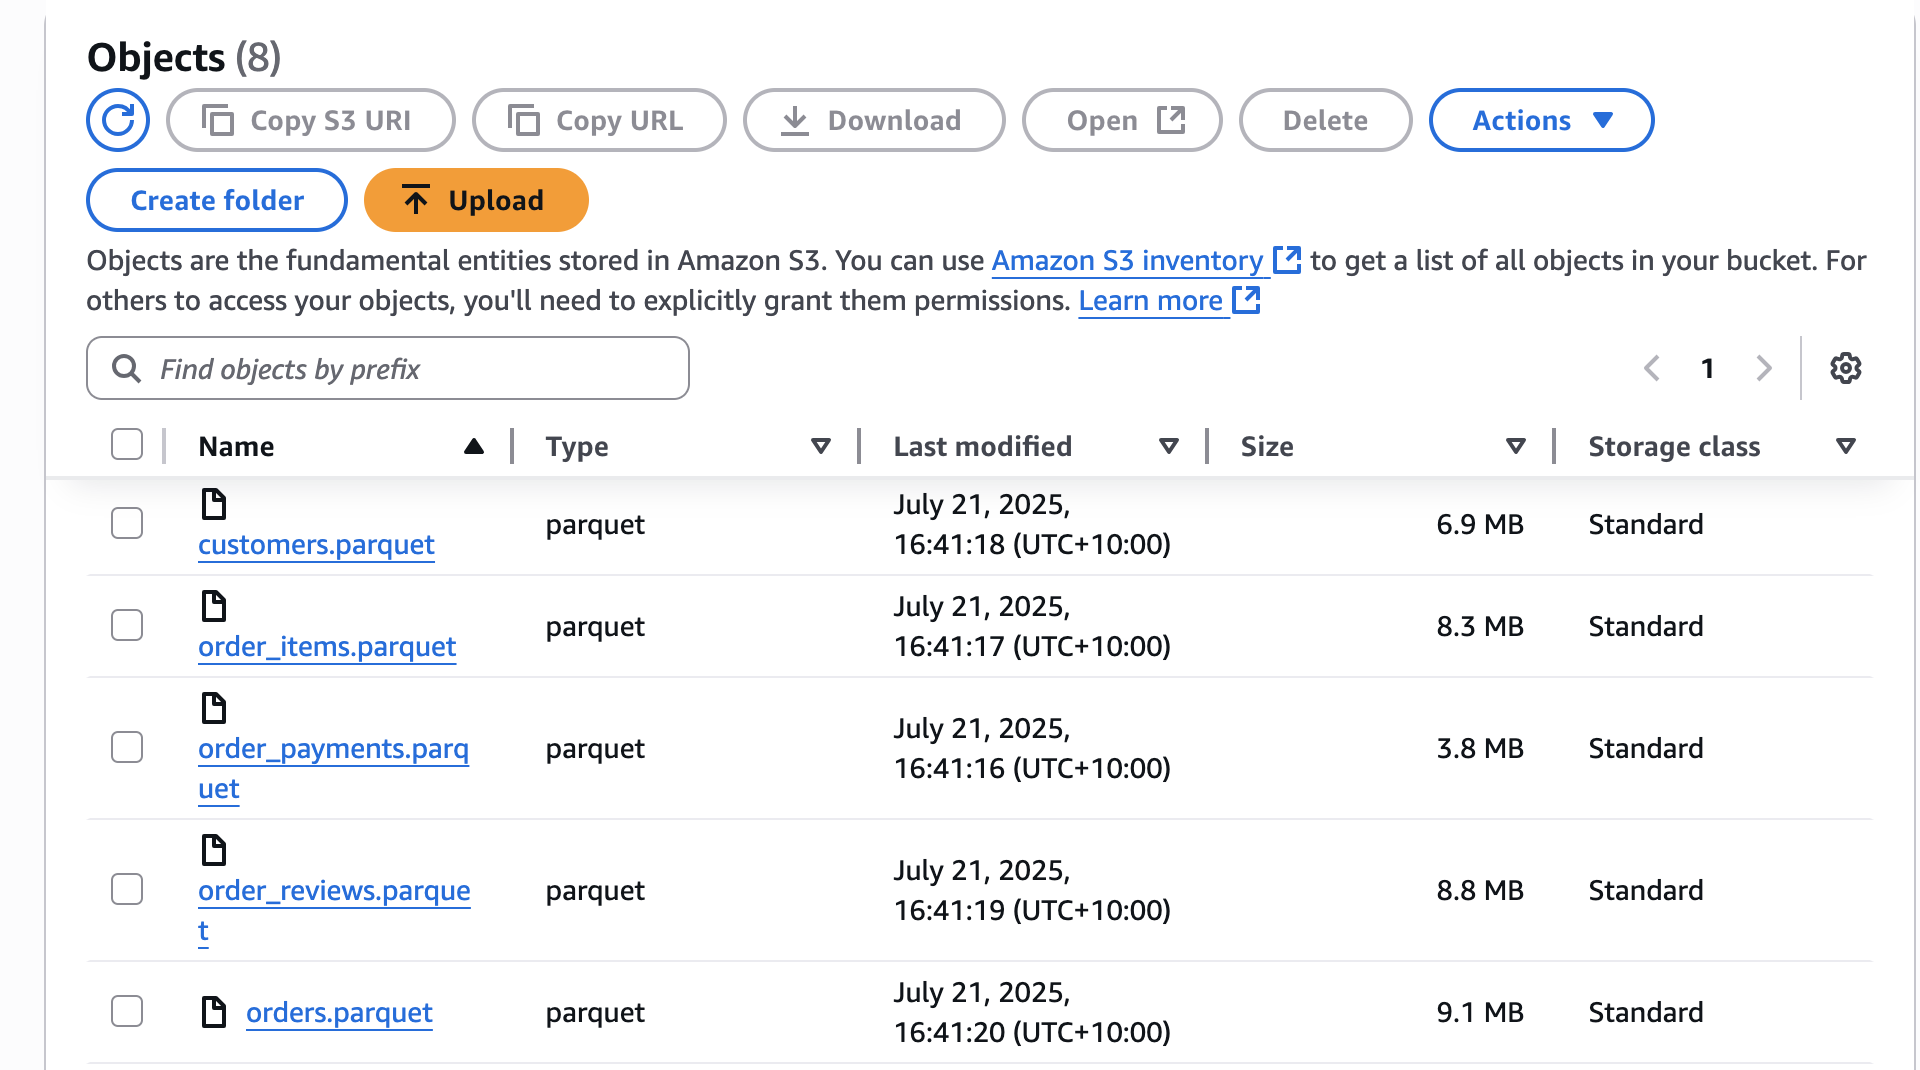 Objects (8)
Copy S3 URI
Copy URL
Download
Open
Delete
Actions
Create folder
Upload
Objects are the fundamental entities stored in Amazon S3. You can use Amazon S3 inventory to get a list of all objects in your bucket. For
others to access your objects, you'll need to explicitly grant them permissions. Learn more
Find objects by prefix
1
Name
Type
Last modified
Size
Storage class
customers.parquet
parquet
July 21, 2025,
16:41:18 (UTC+10:00)
6.9 MB
Standard
order_items.parquet
parquet
July 21, 2025,
16:41:17 (UTC+10:00)
8.3 MB
Standard
order_payments.parq
uet
parquet
July 21, 2025,
16:41:16 (UTC+10:00)
3.8 MB
Standard
order_reviews.parque
t
parquet
July 21, 2025,
16:41:19 (UTC+10:00)
8.8 MB
Standard
orders.parquet
parquet
July 21, 2025,
16:41:20 (UTC+10:00)
9.1 MB
Standard